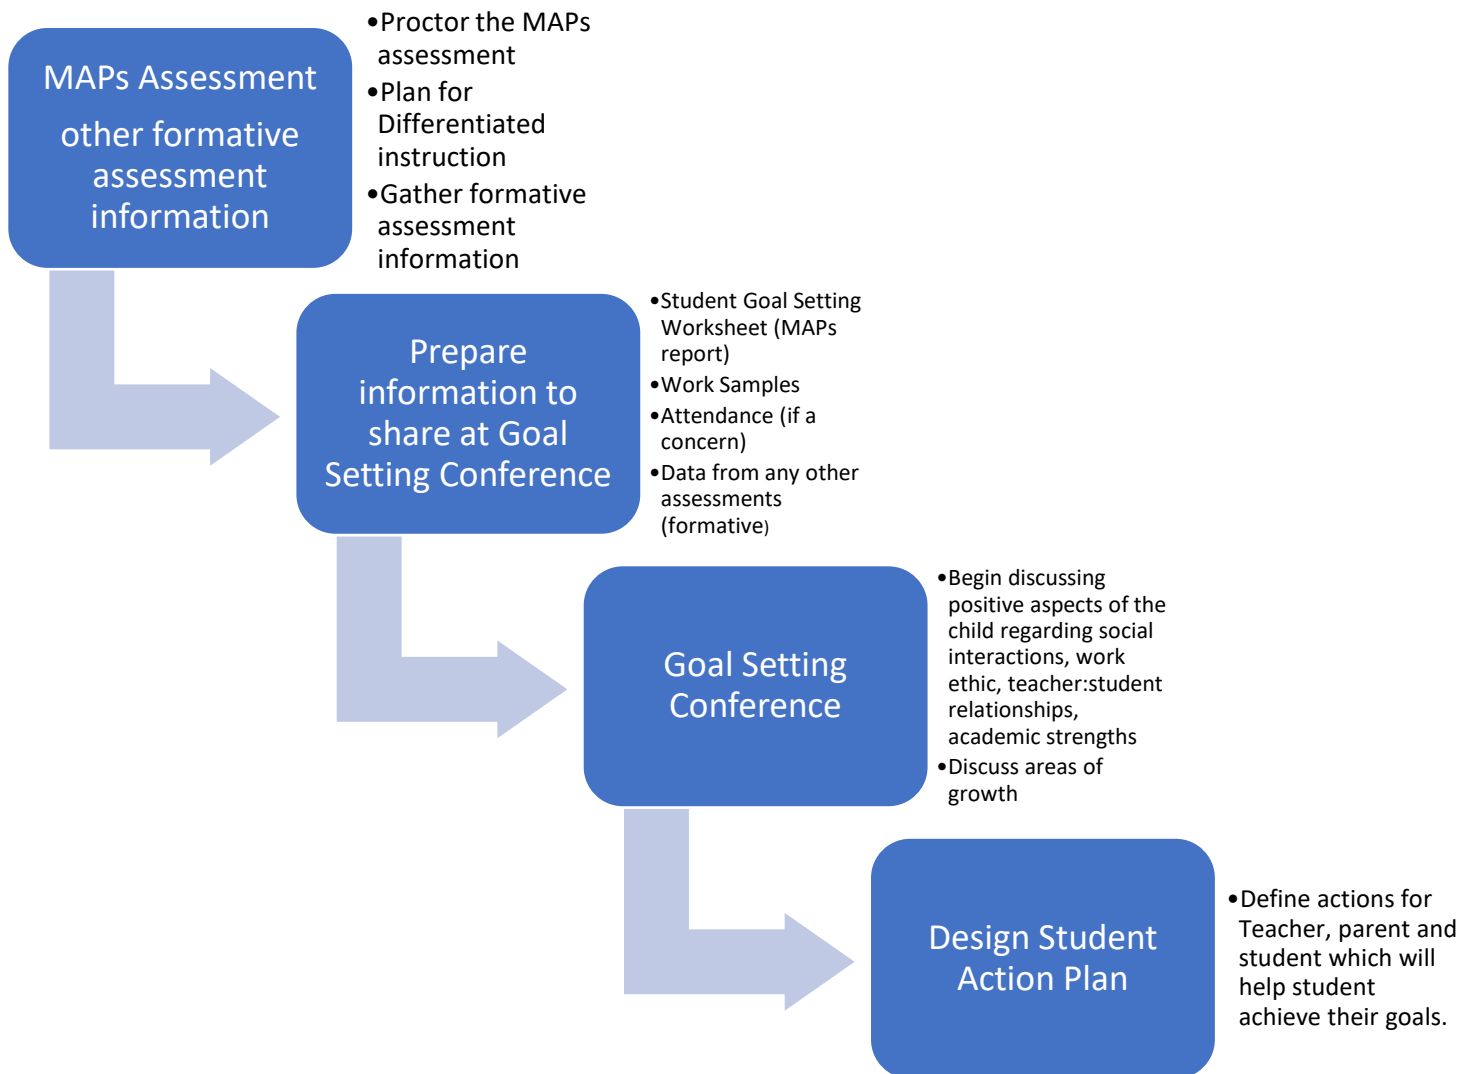 MAPs Assessment
other formative
assessment
information
•Proctor the MAPs
assessment
•Plan for
Differentiated
instruction
•Gather formative
assessment
information
Prepare
information to
share at Goal
Setting Conference
•Student Goal Setting
Worksheet (MAPs
report)
•Work Samples
•Attendance (if a
concern)
•Data from any other
assessments
(formative)
Goal Setting
Conference
•Begin discussing
positive aspects of the
child regarding social
interactions, work
ethic, teacher:student
relationships,
academic strengths
•Discuss areas of
growth
Design Student
Action Plan
•Define actions for
Teacher, parent and
student which will
help student
achieve their goals.